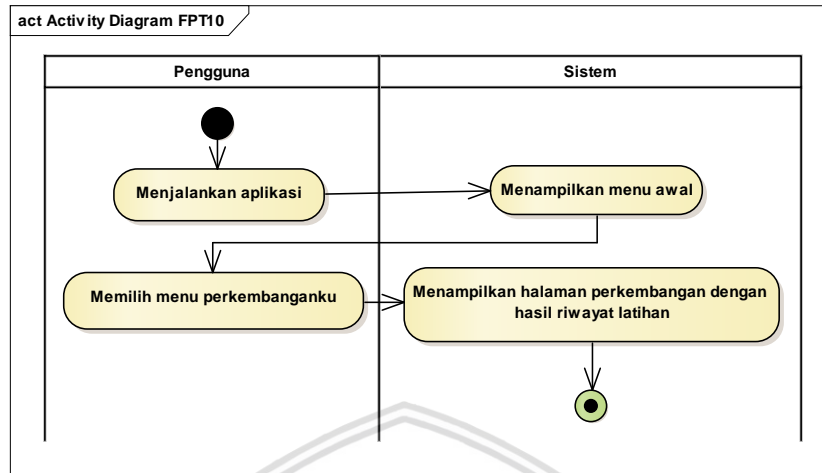 act Activity Diagram FPT10
Pengguna
Sistem
Menjalankan aplikasi
Menampilkan menu awal
Memilih menu perkembanganku
Menampilkan halaman perkembangan dengan
hasil riwayat latihan